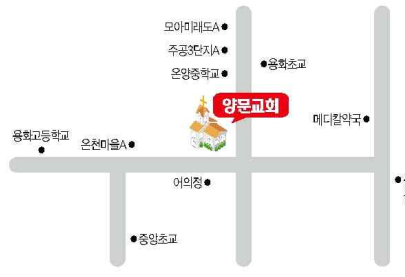 모아미래도A
주공3단지A
온양중학교
용화초교
양문교회
메디칼약국
용화고등학교
온천마을A
어의정
중앙초교